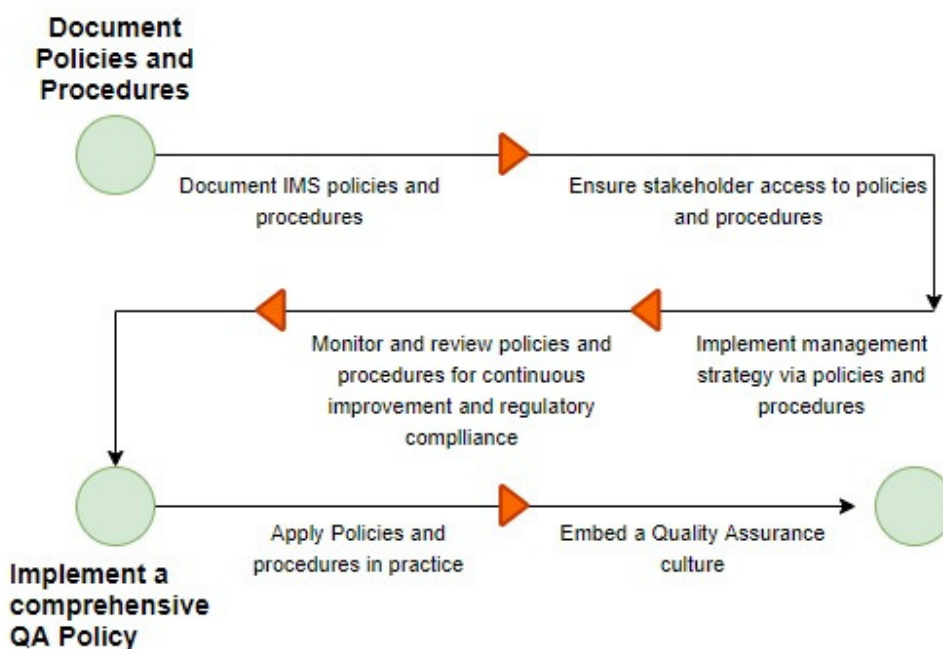 Document
Policies and
Procedures
Document IMS policies and
procedures
Ensure stakeholder access to policies
and procedures
Implement management
strategy via policies and
procedures
Monitor and review policies and
procedures for continuous
improvement and regulatory
complliance
Implement a
comprehensive
QA Policy
Apply Policies and
procedures in practice
Embed a Quality Assurance
culture